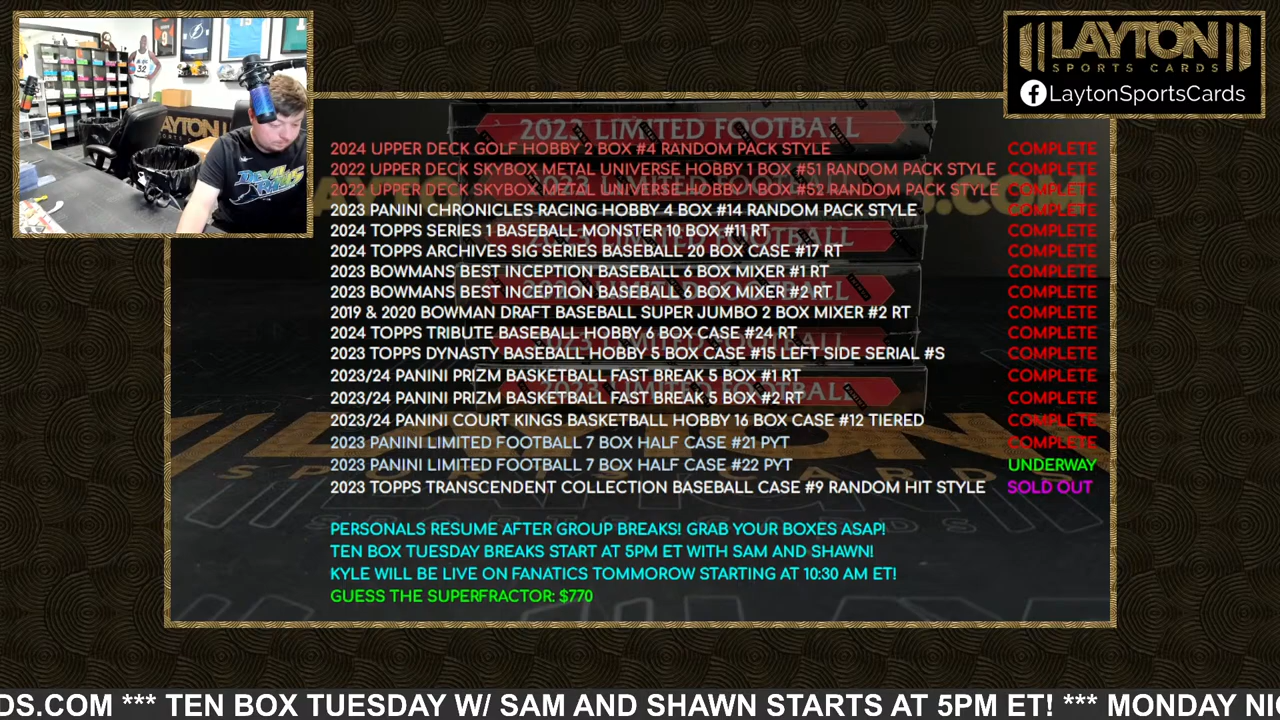 LAYTON
SPORTS CARDS
LaytonSportsCards
LAYTON
32
2023 LIMITED FOOTBALL
2024 UPPER DECK GOLF HOBBY 2 BOX #4 RANDOM PACK STYLE COMPLETE
2022 UPPER DECK SKYBOX METAL UNIVERSE HOBBY 1 BOX #51 RANDOM PACK STYLE COMPLETE
2022 UPPER DECK SKYBOX METAL UNIVERSE HOBBY 1 BOX #52 RANDOM PACK STYLE COMPLETE
2023 PANINI CHRONICLES RACING HOBBY 4 BOX #14 RANDOM PACK STYLE COMPLETE
2024 TOPPS SERIES 1 BASEBALL MONSTER 10 BOX #11 RT COMPLETE
2024 TOPPS ARCHIVES SIG SERIES BASEBALL 20 BOX CASE #17 RT COMPLETE
2023 BOWMANS BEST INCEPTION BASEBALL 6 BOX MIXER #1 RT COMPLETE
2023 BOWMANS BEST INCEPTION BASEBALL 6 BOX MIXER #2 RT COMPLETE
2019 & 2020 BOWMAN DRAFT BASEBALL SUPER JUMBO 2 BOX MIXER #2 RT COMPLETE
2024 TOPPS TRIBUTE BASEBALL HOBBY 6 BOX CASE #24 RT COMPLETE
2023 TOPPS DYNASTY BASEBALL HOBBY 5 BOX CASE #15 LEFT SIDE SERIAL #S COMPLETE
2023/24 PANINI PRIZM BASKETBALL FAST BREAK 5 BOX #1 RT COMPLETE
2023/24 PANINI PRIZM BASKETBALL FAST BREAK 5 BOX #2 RT COMPLETE
2023/24 PANINI COURT KINGS BASKETBALL HOBBY 16 BOX CASE #12 TIERED COMPLETE
2023 PANINI LIMITED FOOTBALL 7 BOX HALF CASE #21 PYT COMPLETE
2023 PANINI LIMITED FOOTBALL 7 BOX HALF CASE #22 PYT UNDERWAY
2023 TOPPS TRANSCENDENT COLLECTION BASEBALL CASE #9 RANDOM HIT STYLE SOLD OUT
PERSONALS RESUME AFTER GROUP BREAKS! GRAB YOUR BOXES ASAP!
TEN BOX TUESDAY BREAKS START AT 5PM ET WITH SAM AND SHAWN!
KYLE WILL BE LIVE ON FANATICS TOMMOROW STARTING AT 10:30 AM ET!
GUESS THE SUPERFRACTOR: $770
DS.COM *** TEN BOX TUESDAY W/ SAM AND SHAWN STARTS AT 5PM ET! *** MONDAY NI